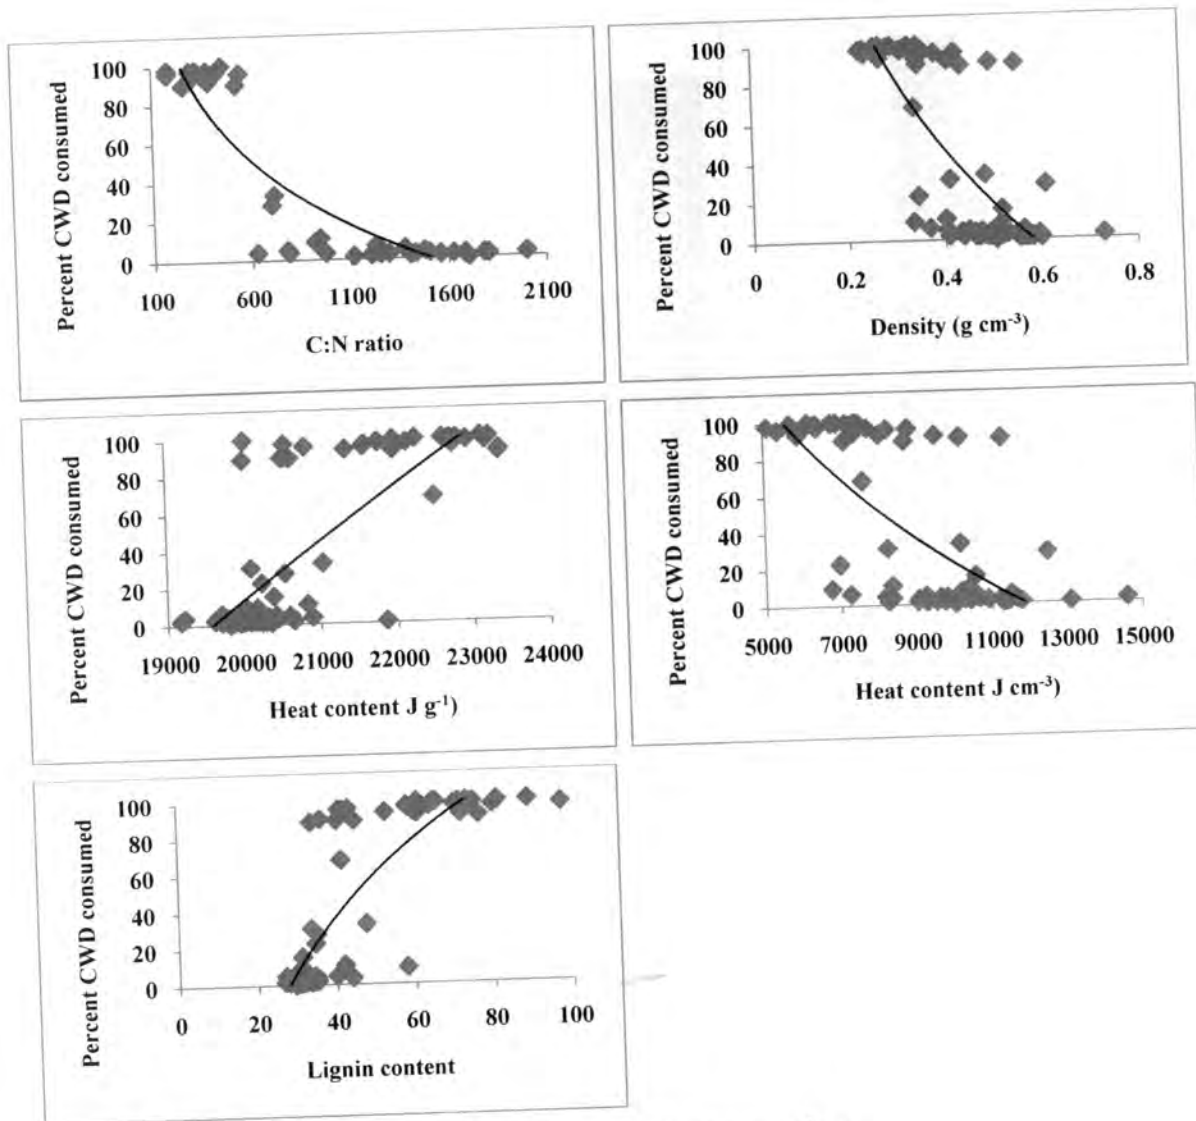 Percent CWD consumed
100
80
60
40
20
0
100 600 1100 1600 2100
C:N ratio
Percent CWD consumed
100
80
60
40
20
0
0 0.2 0.4 0.6 0.8
Density (g cm⁻³)
Percent CWD consumed
100
80
60
40
20
0
19000 20000 21000 22000 23000 24000
Heat content J g⁻¹)
Percent CWD consumed
100
80
60
40
20
0
5000 7000 9000 11000 13000 15000
Heat content J cm⁻³)
Percent CWD consumed
100
80
60
40
20
0
0 20 40 60 80 100
Lignin content